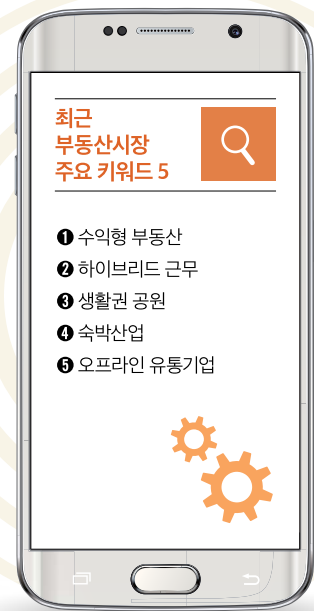 최근
부동산시장
주요 키워드 5
❶ 수익형 부동산
❷ 하이브리드 근무
❸ 생활권 공원
❹ 숙박산업
❺ 오프라인 유통기업